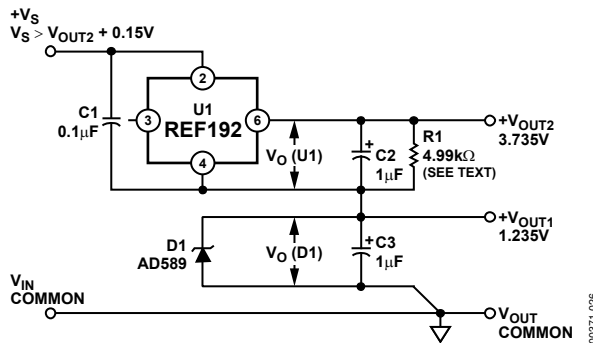 +VS
VS > VOUT2 + 0.15V
2
U1
REF192
3
6
4
C1
0.1µF
VO (U1)
+
C2
1µF
R1
4.99kΩ
(SEE TEXT)
+VOUT2
3.735V
+VOUT1
1.235V
D1
AD589
VO (D1)
+
C3
1µF
VIN
COMMON
VOUT
COMMON
00371-026